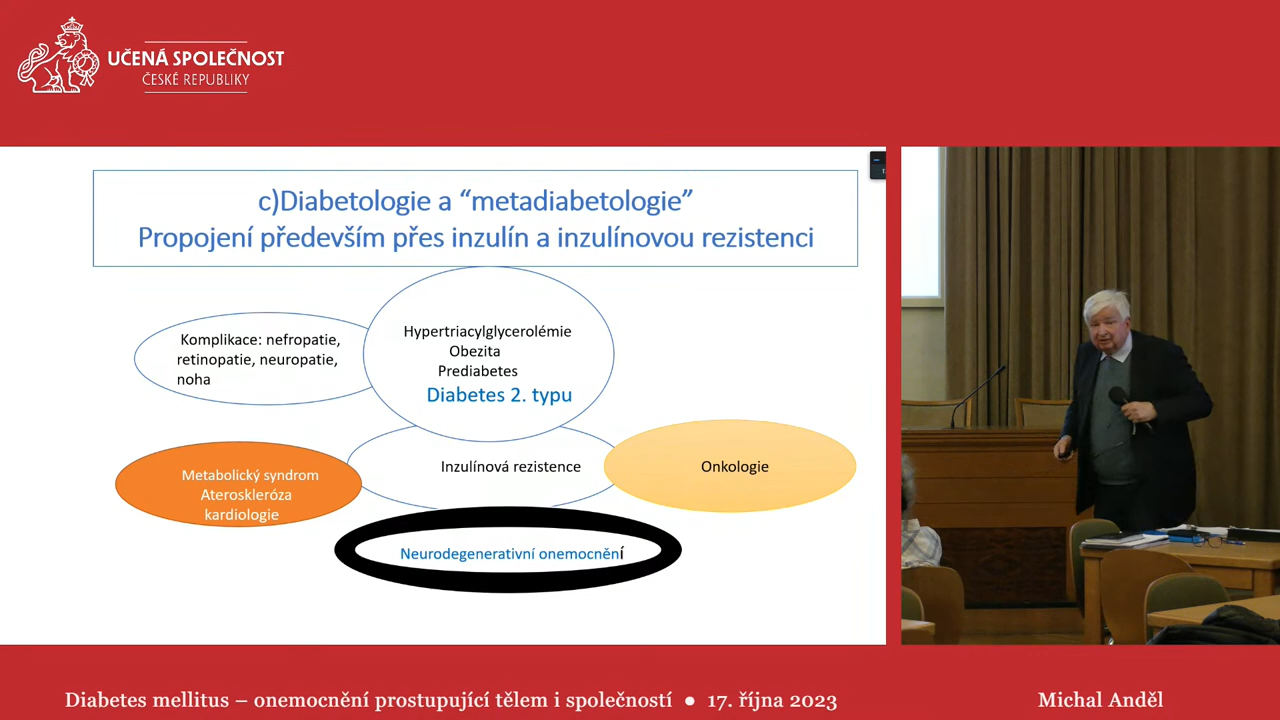 UČENÁ SPOLEČNOST
ČESKÉ REPUBLIKY
c)Diabetologie a “metadiabetologie”
Propojení především přes inzulín a inzulínovou rezistenci
Komplikace: nefropatie,
retinopatie, neuropatie,
noha
Hypertriacylglycerolémie
Obezita
Prediabetes
Diabetes 2. typu
Metabolický syndrom
Ateroskleróza
kardiologie
Inzulínová rezistence
Onkologie
Neurodegenerativní onemocnění
Diabetes mellitus – onemocnění prostupující tělem i společností ● 17. října 2023
Michal Anděl